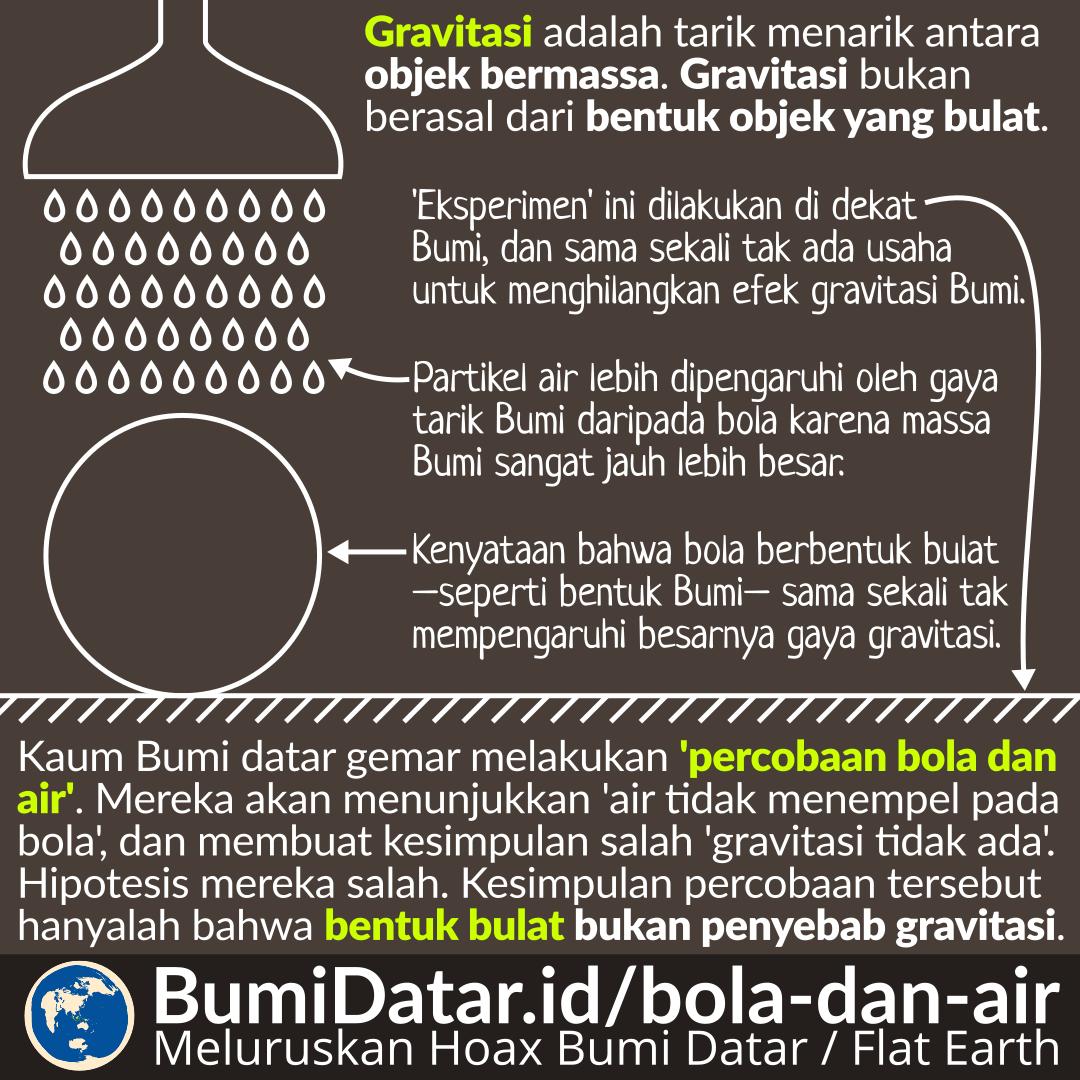 Gravitasi adalah tarik menarik antara
objek bermassa. Gravitasi bukan
berasal dari bentuk objek yang bulat.
'Eksperimen' ini dilakukan di dekat
Bumi, dan sama sekali tak ada usaha
untuk menghilangkan efek gravitasi Bumi.
Partikel air lebih dipengaruhi oleh gaya
tarik Bumi daripada bola karena massa
Bumi sangat jauh lebih besar.
Kenyataan bahwa bola berbentuk bulat
—seperti bentuk Bumi— sama sekali tak
mempengaruhi besarnya gaya gravitasi.
Kaum Bumi datar gemar melakukan 'percobaan bola dan
air'. Mereka akan menunjukkan 'air tidak menempel pada
bola', dan membuat kesimpulan salah 'gravitasi tidak ada'.
Hipotesis mereka salah. Kesimpulan percobaan tersebut
hanyalah bahwa bentuk bulat bukan penyebab gravitasi.
BumiDatar.id/bola-dan-air
Meluruskan Hoax Bumi Datar / Flat Earth